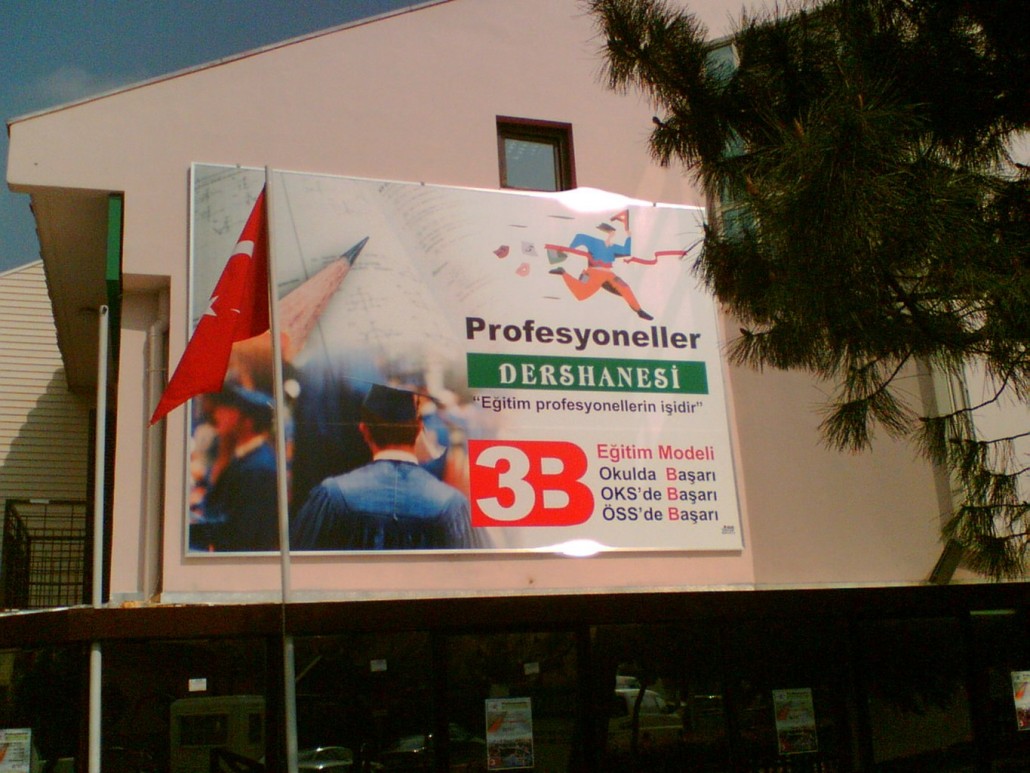 Profesyoneller
DERSHANESİ
“Eğitim profesyonellerin işidir”
3B
Eğitim Modeli
Okulda Başarı
OKS'de Başarı
ÖSS'de Başarı